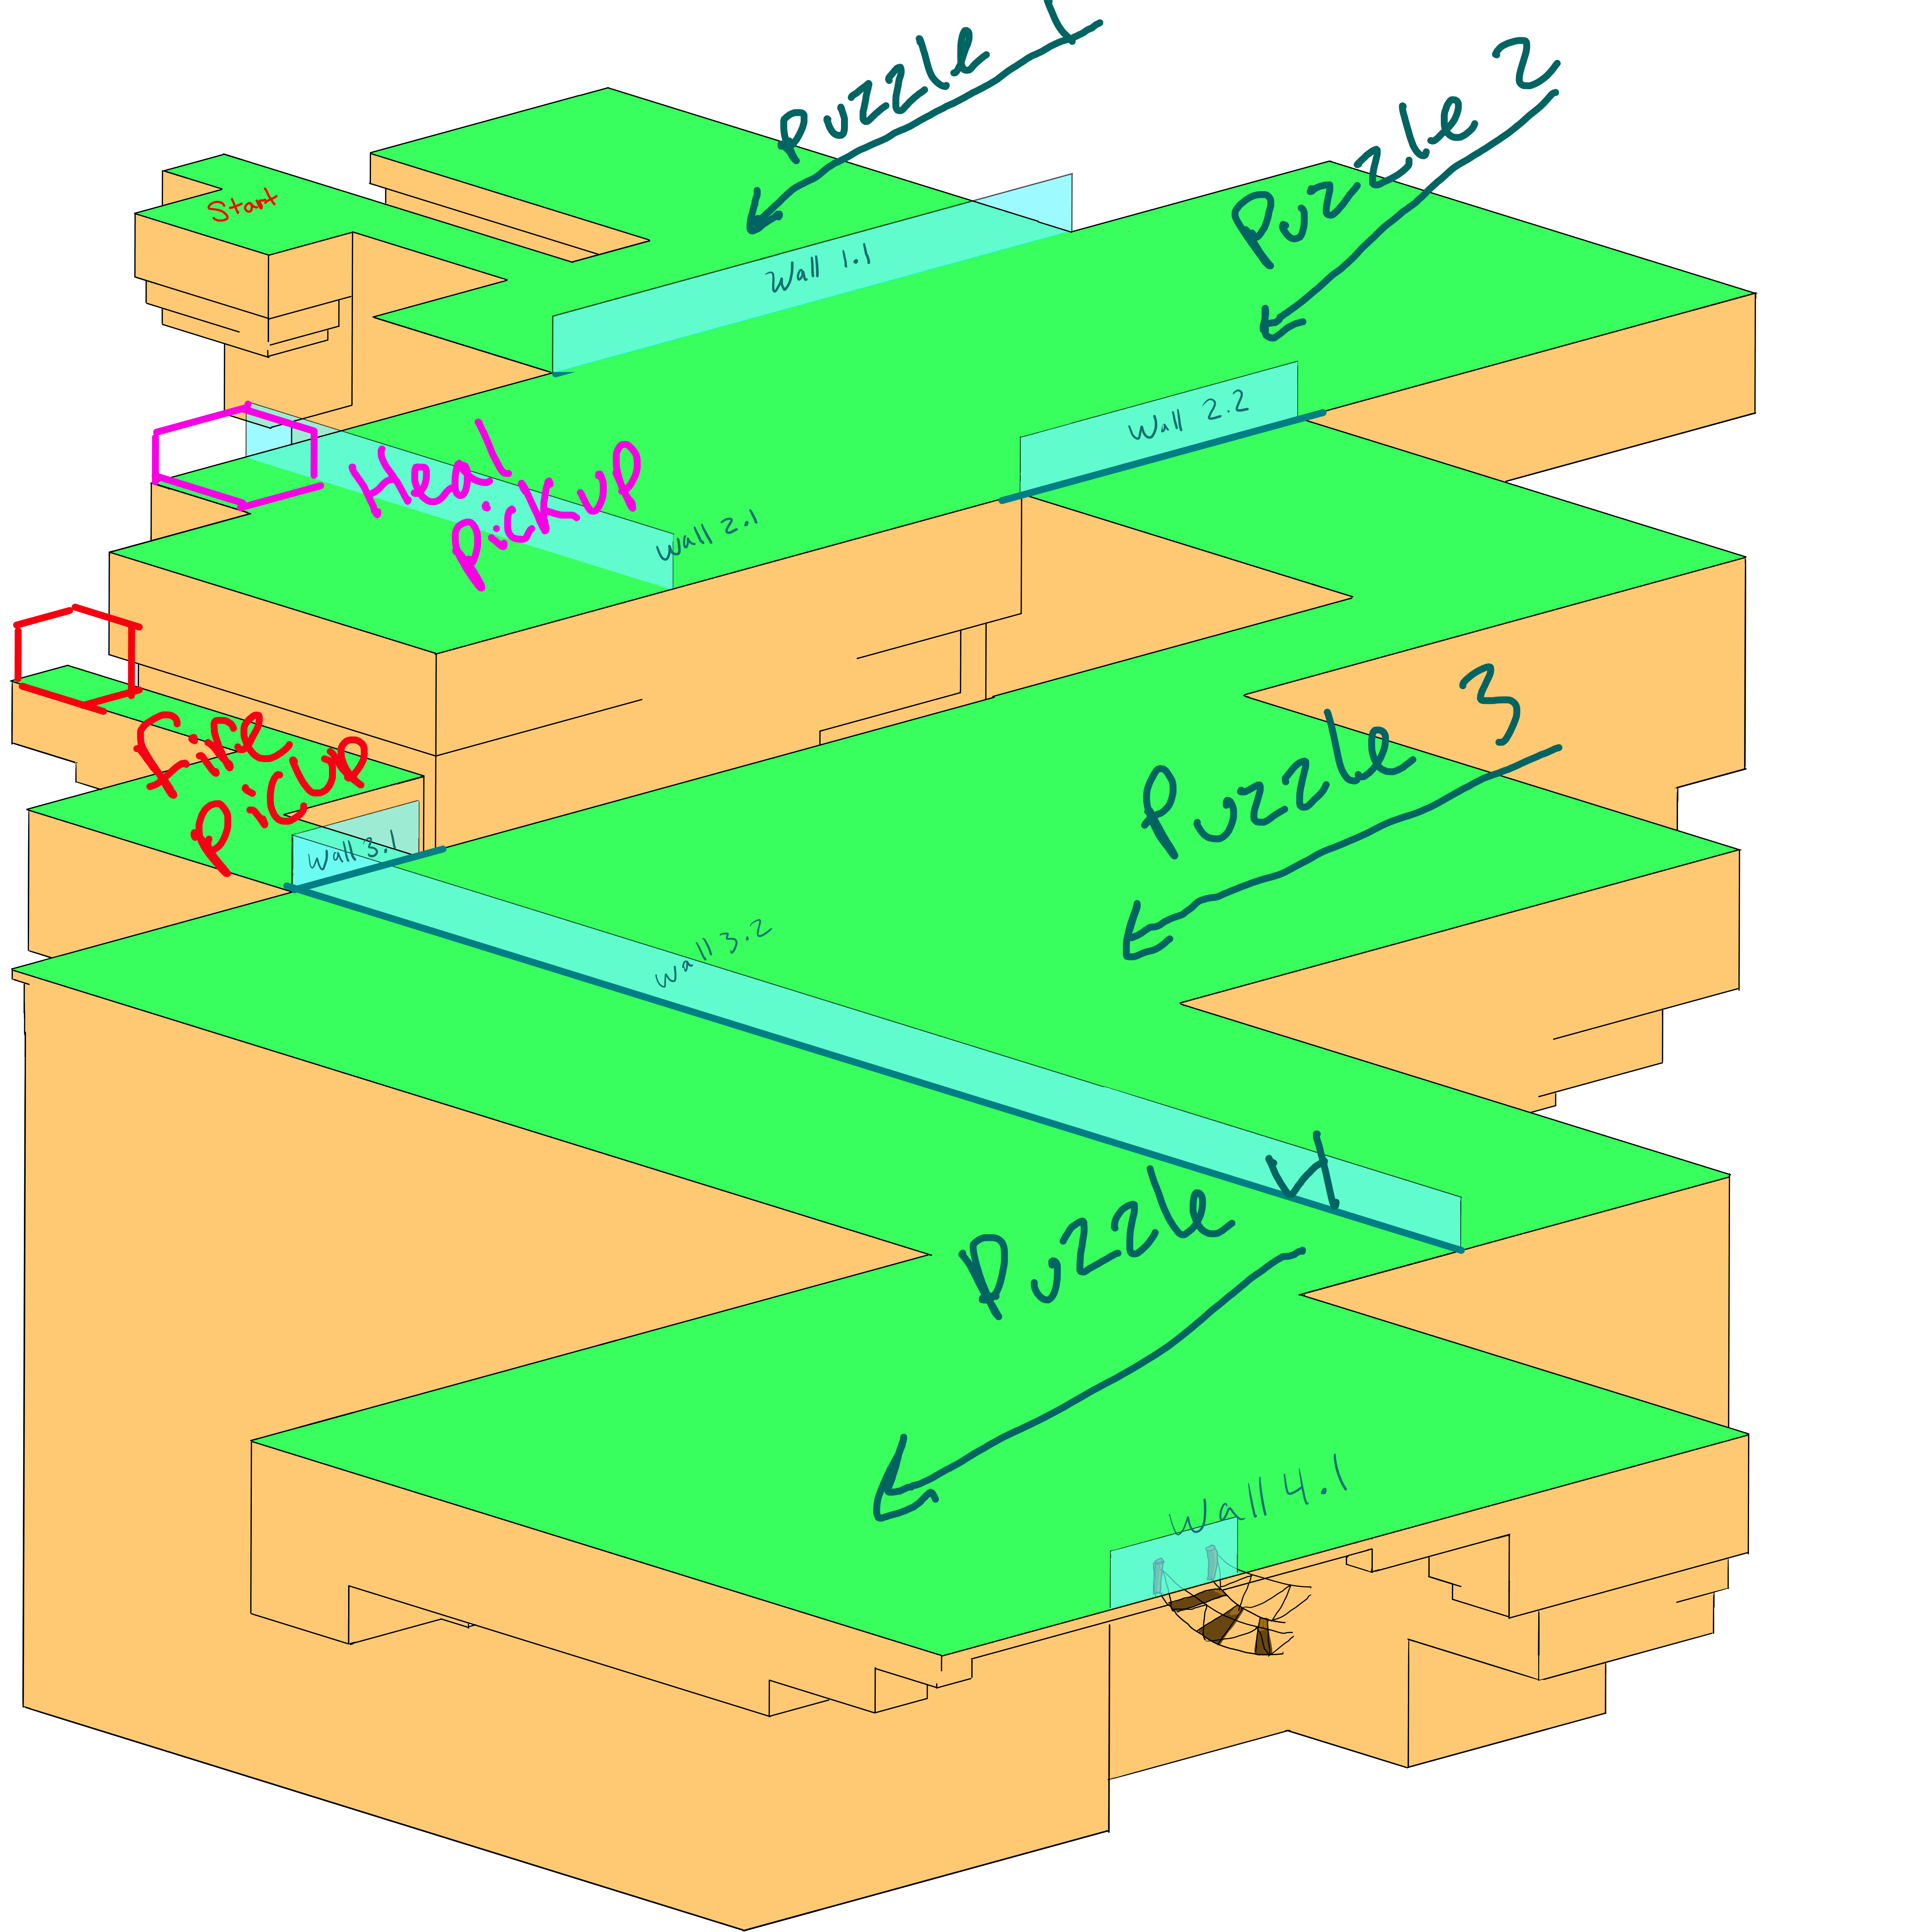 Puzzle 1
Puzzle 2
Start
Wall 1.1
Wall 2.2
Heal
Pickup
Wall 2.1
Puzzle 3
Fire
Picup
Wall 3.1
Wall 3.2
Puzzle 4
Wall 4.1